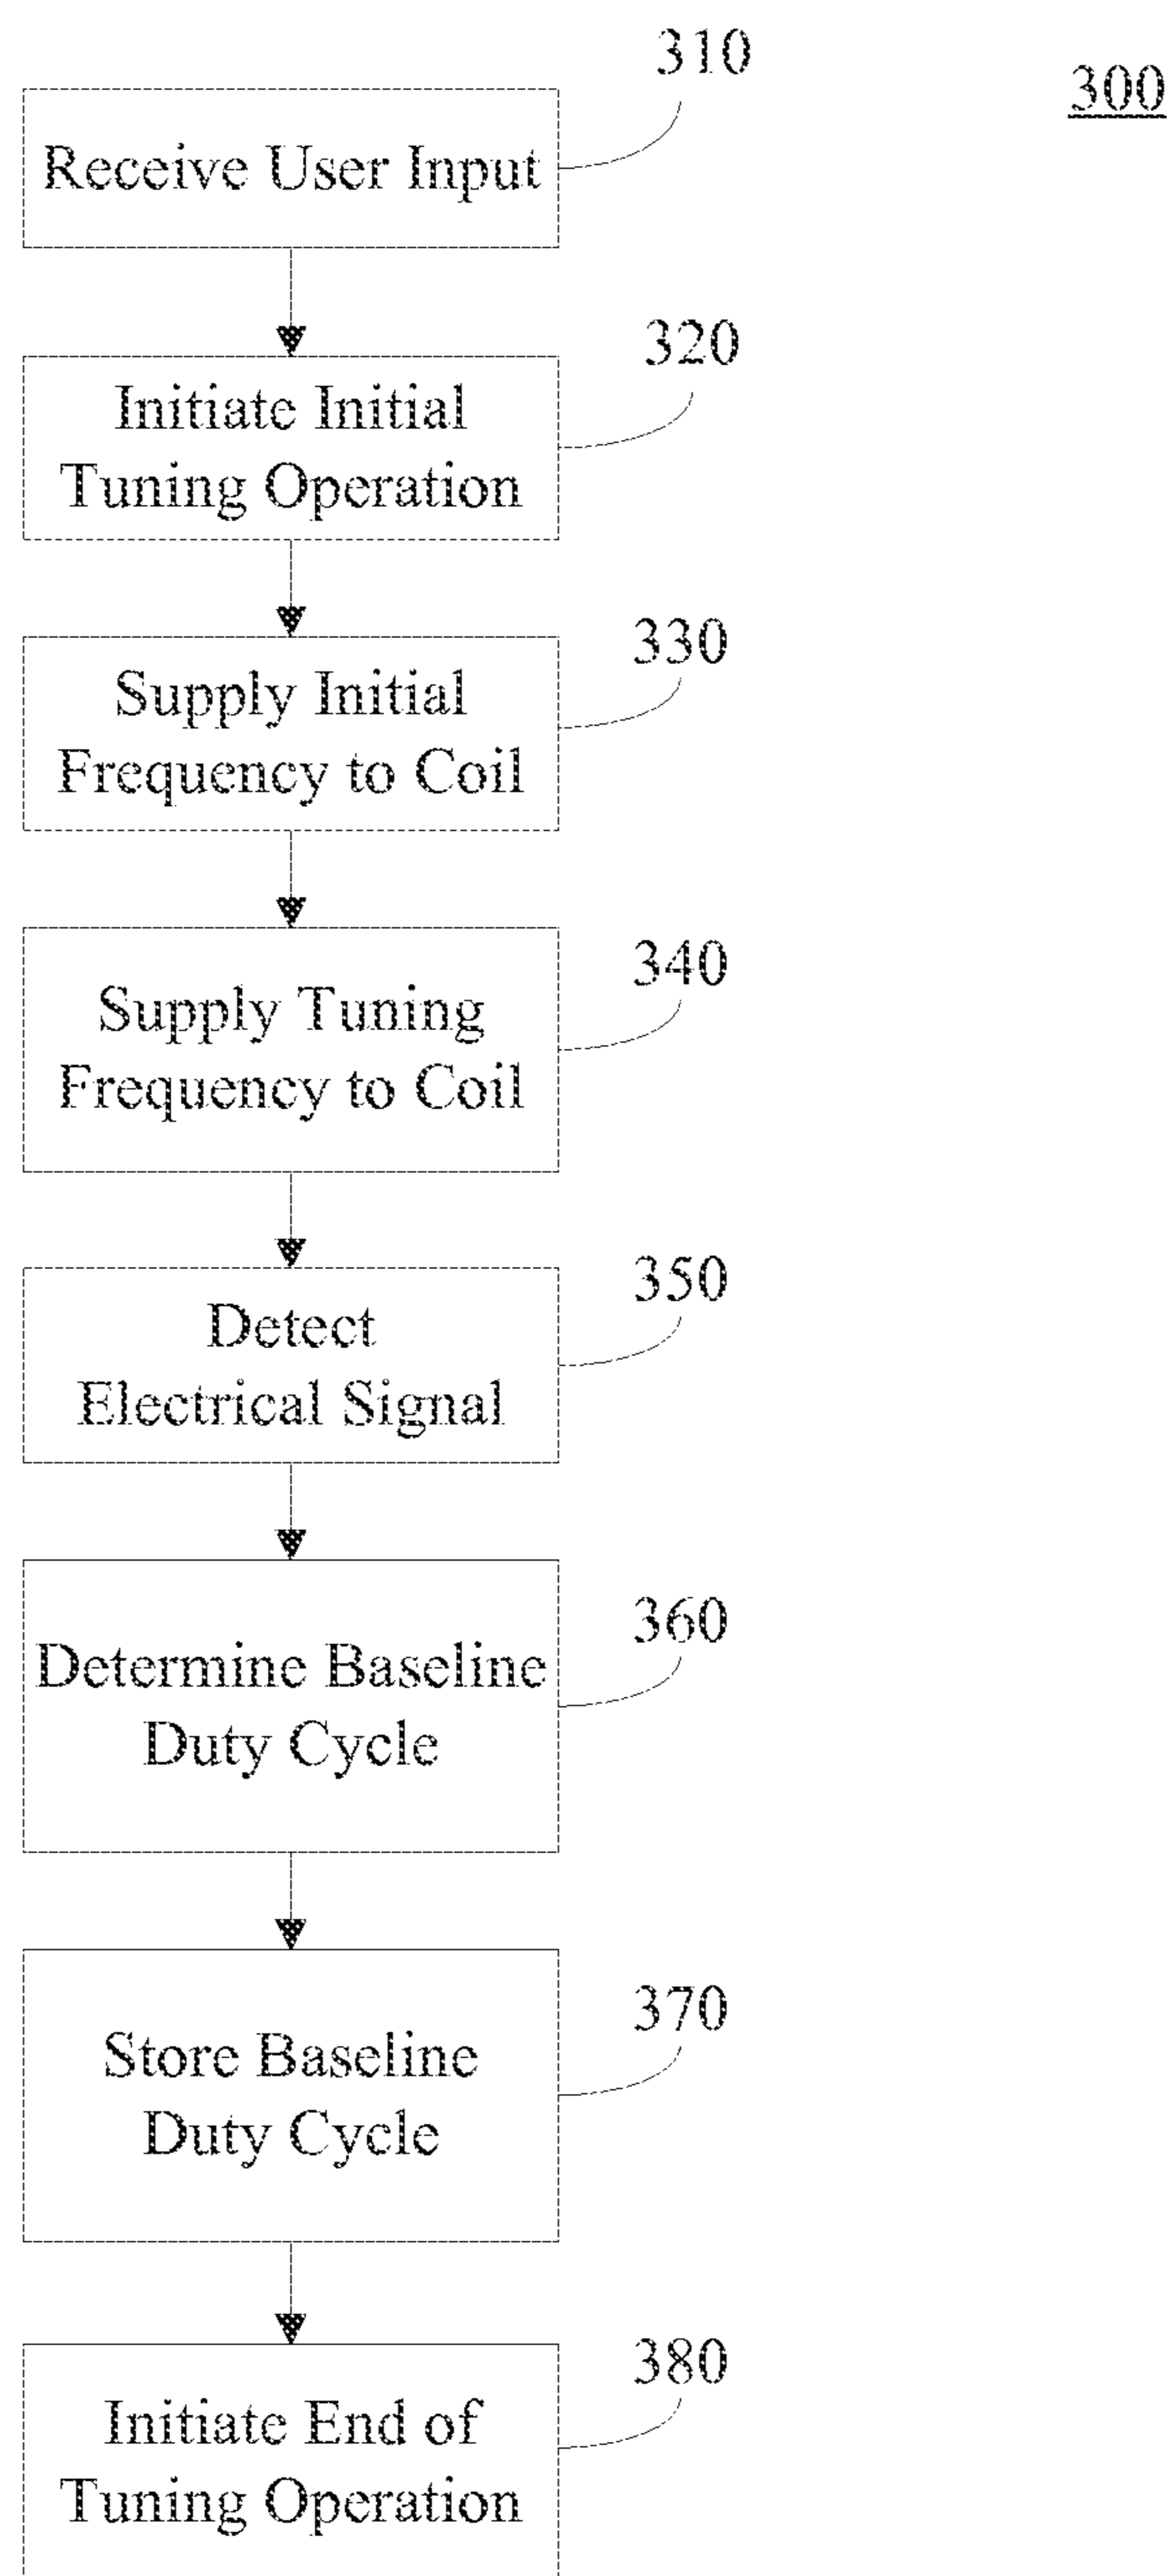 310
300
Receive User Input
320
Initiate Initial
Tuning Operation
330
Supply Initial
Frequency to Coil
340
Supply Tuning
Frequency to Coil
350
Detect
Electrical Signal
360
Determine Baseline
Duty Cycle
370
Store Baseline
Duty Cycle
380
Initiate End of
Tuning Operation